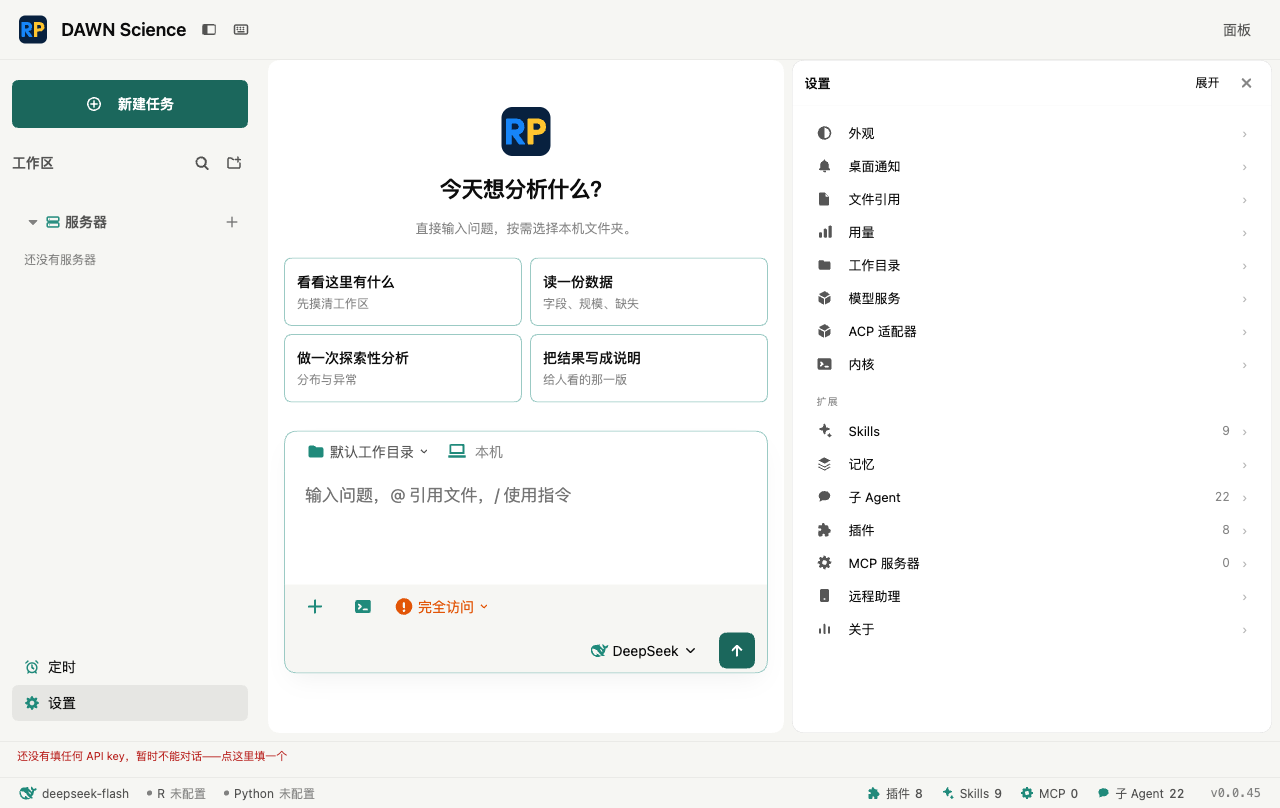 RP DAWN Science
面板
新建任务
工作区
服务器
还没有服务器
定时
设置
RP
今天想分析什么?
直接输入问题，按需选择本机文件夹。
看看这里有什么
先摸清工作区
读一份数据
字段、规模、缺失
做一次探索性分析
分布与异常
把结果写成说明
给人看的那一版
默认工作目录 本机
输入问题，@ 引用文件，/ 使用指令
完全访问
DeepSeek
设置 展开
外观
桌面通知
文件引用
用量
工作目录
模型服务
ACP 适配器
内核
扩展
Skills 9
记忆
子 Agent 22
插件 8
MCP 服务器 0
远程助理
关于
还没有填任何 API key，暂时不能对话——点这里填一个
deepseek-flash R 未配置 Python 未配置 插件 8 Skills 9 MCP 0 子 Agent 22 v0.0.45